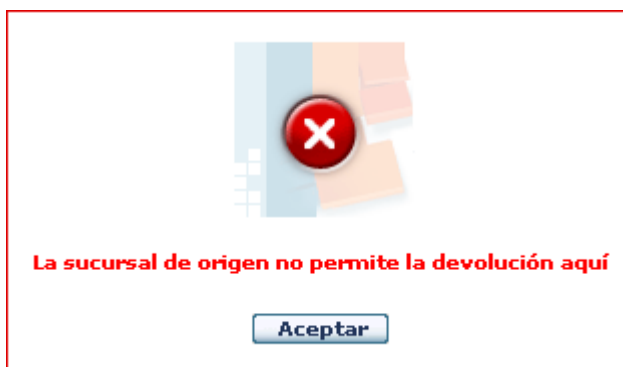 La sucursal de origen no permite la devolución aquí
Aceptar